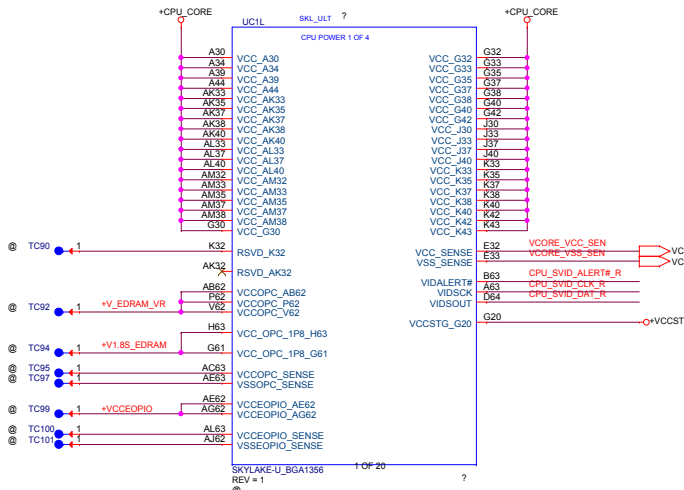 +CPU_CORE +CPU_CORE
UC1L SKL_ULT ?
CPU POWER 1 OF 4
A30 VCC_A30 VCC_G32 G32
A34 VCC_A34 VCC_G33 G33
A39 VCC_A39 VCC_G35 G35
A44 VCC_A44 VCC_G37 G37
AK33 VCC_AK33 VCC_G38 G38
AK35 VCC_AK35 VCC_G40 G40
AK37 VCC_AK37 VCC_G42 G42
AK38 VCC_AK38 VCC_J30 J30
AK40 VCC_AK40 VCC_J33 J33
AL33 VCC_AL33 VCC_J37 J37
AL37 VCC_AL37 VCC_J40 J40
AL40 VCC_AL40 VCC_K33 K33
AM32 VCC_AM32 VCC_K35 K35
AM33 VCC_AM33 VCC_K37 K37
AM35 VCC_AM35 VCC_K38 K38
AM37 VCC_AM37 VCC_K40 K40
AM38 VCC_AM38 VCC_K42 K42
G30 VCC_G30 VCC_K43 K43
@ TC90 1 K32 RSVD_K32 VCC_SENSE E32 VCORE_VCC_SEN VC
VSS_SENSE E33 VCORE_VSS_SEN VC
AK32 RSVD_AK32
VIDALERT# B63 CPU_SVID_ALERT#_R
AB62 VCCOPC_AB62 VIDSCK A63 CPU_SVID_CLK_R
P62 VCCOPC_P62 VIDSOUT D64 CPU_SVID_DAT_R
@ TC92 1 +V_EDRAM_VR V62 VCCOPC_V62
VCCSTG_G20 G20 +VCCST
H63 VCC_OPC_1P8_H63
@ TC94 1 +V1.8S_EDRAM G61 VCC_OPC_1P8_G61
@ TC95 1 AC63 VCCOPC_SENSE
@ TC97 1 AE63 VSSOPC_SENSE
AE62 VCCEOPIO_AE62
@ TC99 1 +VCCEOPIO AG62 VCCEOPIO_AG62
@ TC100 1 AL63 VCCEOPIO_SENSE
@ TC101 1 AJ62 VSSEOPIO_SENSE
SKYLAKE-U_BGA1356 1 OF 20
REV = 1 ?
@